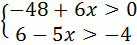 {−48 + 6x > 0
6 − 5x > −4